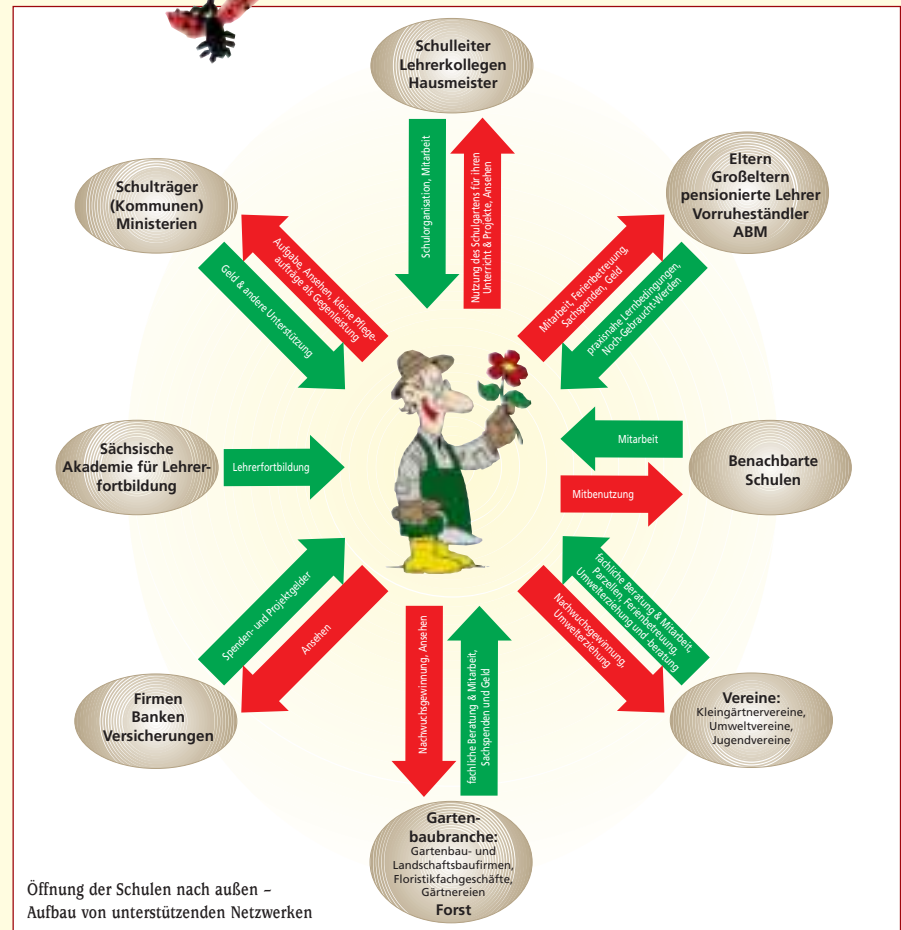 Schulleiter
Lehrerkollegen
Hausmeister
Schulorganisation, Mitarbeit
Nutzung des Schulgartens für ihren
Unterricht & Projekte, Ansehen
Eltern
Großeltern
pensionierte Lehrer
Vorruheständler
ABM
Mitarbeit, Ferienbetreuung,
Sachspenden, Geld
praxisnahe Lernbedingungen,
Noch-Gebraucht-Werden
Schulträger
(Kommunen)
Ministerien
Aufgabe, Ansehen, kleine Pflege-
aufträge als Gegenleistung
Geld & andere Unterstützung
Sächsische
Akademie für Lehrer-
fortbildung
Lehrerfortbildung
Mitarbeit
Mitbenutzung
Benachbarte
Schulen
Spenden- und Projektgelder
Ansehen
Firmen
Banken
Versicherungen
Nachwuchsgewinnung, Ansehen
fachliche Beratung & Mitarbeit,
Sachspenden und Geld
fachliche Beratung & Mitarbeit,
Parzellen, Ferienbetreuung,
Umwelterziehung und -beratung
Nachwuchsgewinnung,
Umwelterziehung
Vereine:
Kleingärtnervereine,
Umweltvereine,
Jugendvereine
Garten-
baubranche:
Gartenbau- und
Landschaftsbaufirmen,
Floristikfachgeschäfte,
Gärtnereien
Forst
Öffnung der Schulen nach außen –
Aufbau von unterstützenden Netzwerken